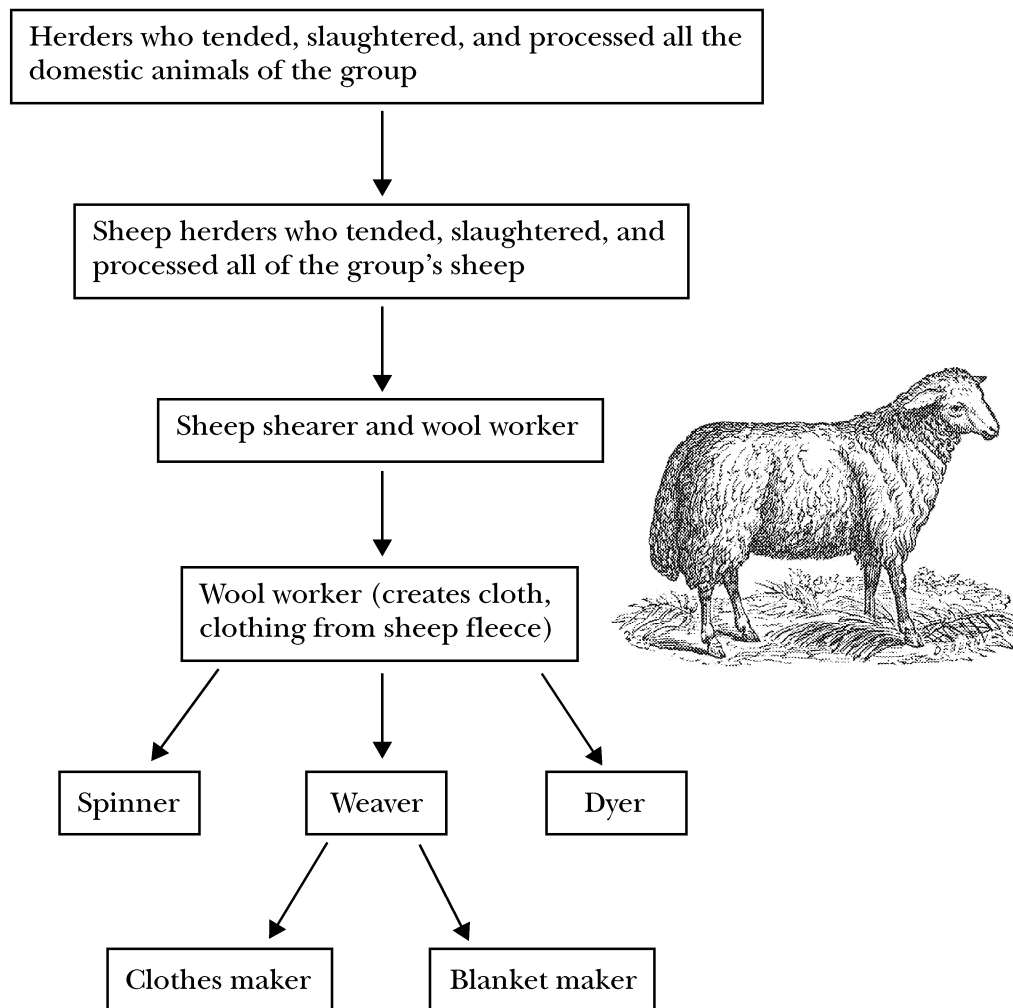 Herders who tended, slaughtered, and processed all the
domestic animals of the group
Sheep herders who tended, slaughtered, and
processed all of the group’s sheep
Sheep shearer and wool worker
Wool worker (creates cloth,
clothing from sheep fleece)
Spinner
Weaver
Dyer
Clothes maker
Blanket maker